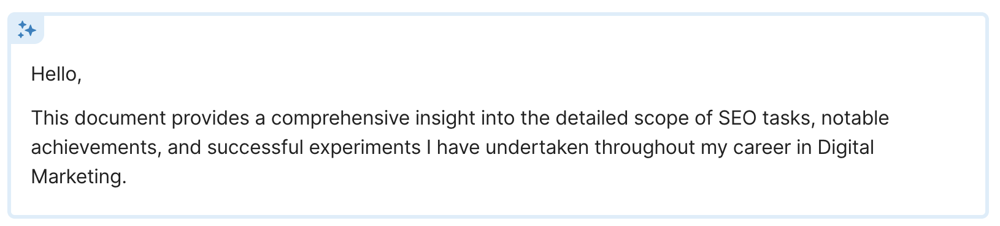 Hello,
This document provides a comprehensive insight into the detailed scope of SEO tasks, notable
achievements, and successful experiments I have undertaken throughout my career in Digital
Marketing.